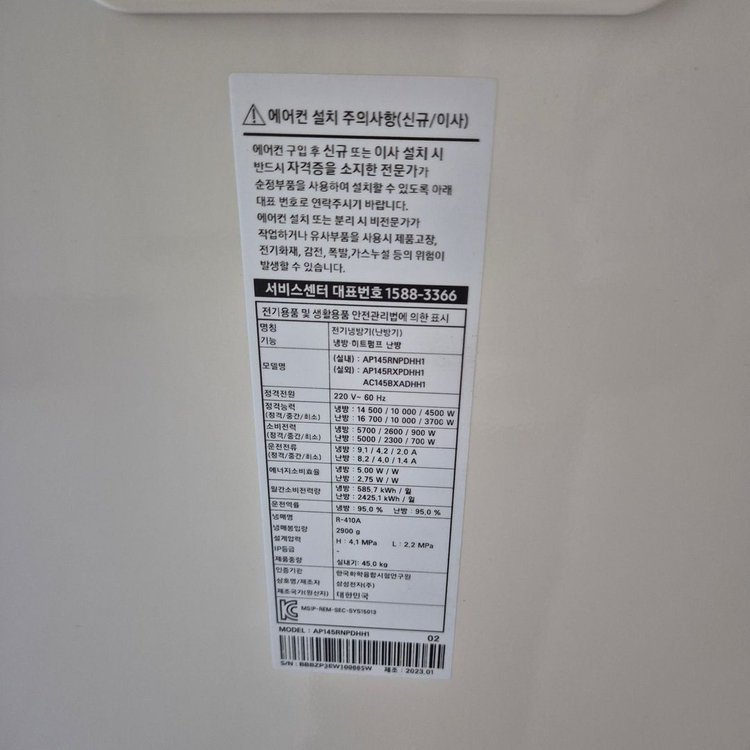 에어컨 설치 주의사항(신규/이사)
에어컨 구입 후 신규 또는 이사 설치 시
반드시 자격증을 소지한 전문가가
순정부품을 사용하여 설치할 수 있도록 아래
대표 번호로 연락주시기 바랍니다.
에어컨 설치 또는 분리 시 비전문가가
작업하거나 유사부품을 사용시 제품고장,
전기화재, 감전, 폭발,가스누설 등의 위험이
발생할 수 있습니다.
서비스센터 대표번호 1588-3366
전기용품 및 생활용품 안전관리법에 의한 표시
명칭 전기냉방기(난방기)
기능 냉방·히트펌프 난방
모델명 (실내) : AP145RNPDHH1
(실외) : AP145RXPDHH1
AC145BXADHH1
정격전원 220 V~ 60 Hz
정격능력 냉방 : 14 500 / 10 000 / 4500 W
(정격/중간/최소) 난방 : 16 700 / 10 000 / 3700 W
소비전력 냉방 : 5700 / 2600 / 900 W
(정격/중간/최소) 난방 : 5000 / 2300 / 700 W
운전전류 냉방 : 9.1 / 4.2 / 2.0 A
(정격/중간/최소) 난방 : 8.2 / 4.0 / 1.4 A
에너지소비효율 냉방 : 5.00 W / W
난방 : 2.75 W / W
월간소비전력량 냉방 : 585.7 kWh / 월
난방 : 2425.1 kWh / 월
운전역률 냉방 : 95.0 % 난방 : 95.0 %
냉매명 R-410A
냉매봉입량 2900 g
설계압력 H : 4.1 MPa L : 2.2 MPa
IP등급 -
제품중량 실내기: 45.0 kg
인증기관 한국화학융합시험연구원
상호명/제조자 삼성전자(주)
제조국가(원산지) 대한민국
MSIP-REM-SEC-SYS15013
MODEL : AP145RNPDHH1 02
S/N : 제조 : 2023.01